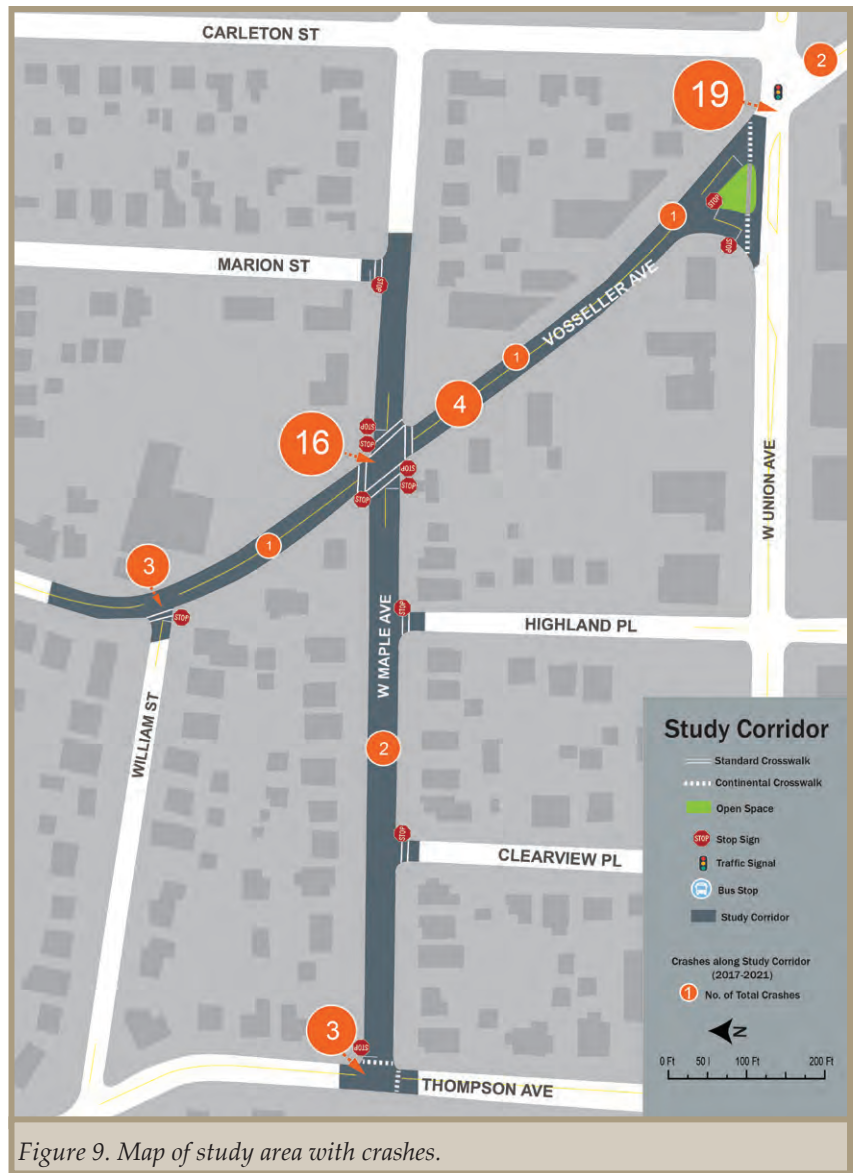 CARLETON ST
2
19
MARION ST
STOP
1
STOP
STOP
VOSSELLER AVE
1
4
STOP
STOP
16
STOP
STOP
STOP
W UNION AVE
1
3
STOP
STOP
HIGHLAND PL
W MAPLE AVE
WILLIAM ST
2
STOP
CLEARVIEW PL
3
STOP
THOMPSON AVE
Study Corridor
Standard Crosswalk
Continental Crosswalk
Open Space
STOP Stop Sign
Traffic Signal
Bus Stop
Study Corridor
Crashes along Study Corridor
(2017-2021)
1 No. of Total Crashes
N
0 Ft 50 100 Ft 200 Ft
Figure 9. Map of study area with crashes.